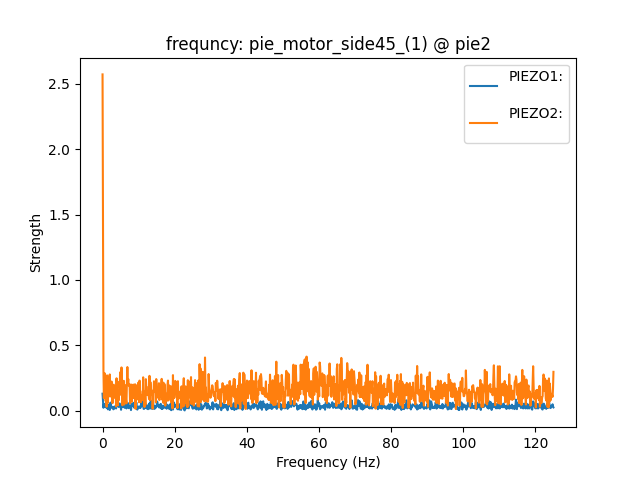 frequncy: pie_motor_side45_(1) @ pie2
PIEZO1:
PIEZO2:
Strength
2.5
2.0
1.5
1.0
0.5
0.0
0 20 40 60 80 100 120
Frequency (Hz)